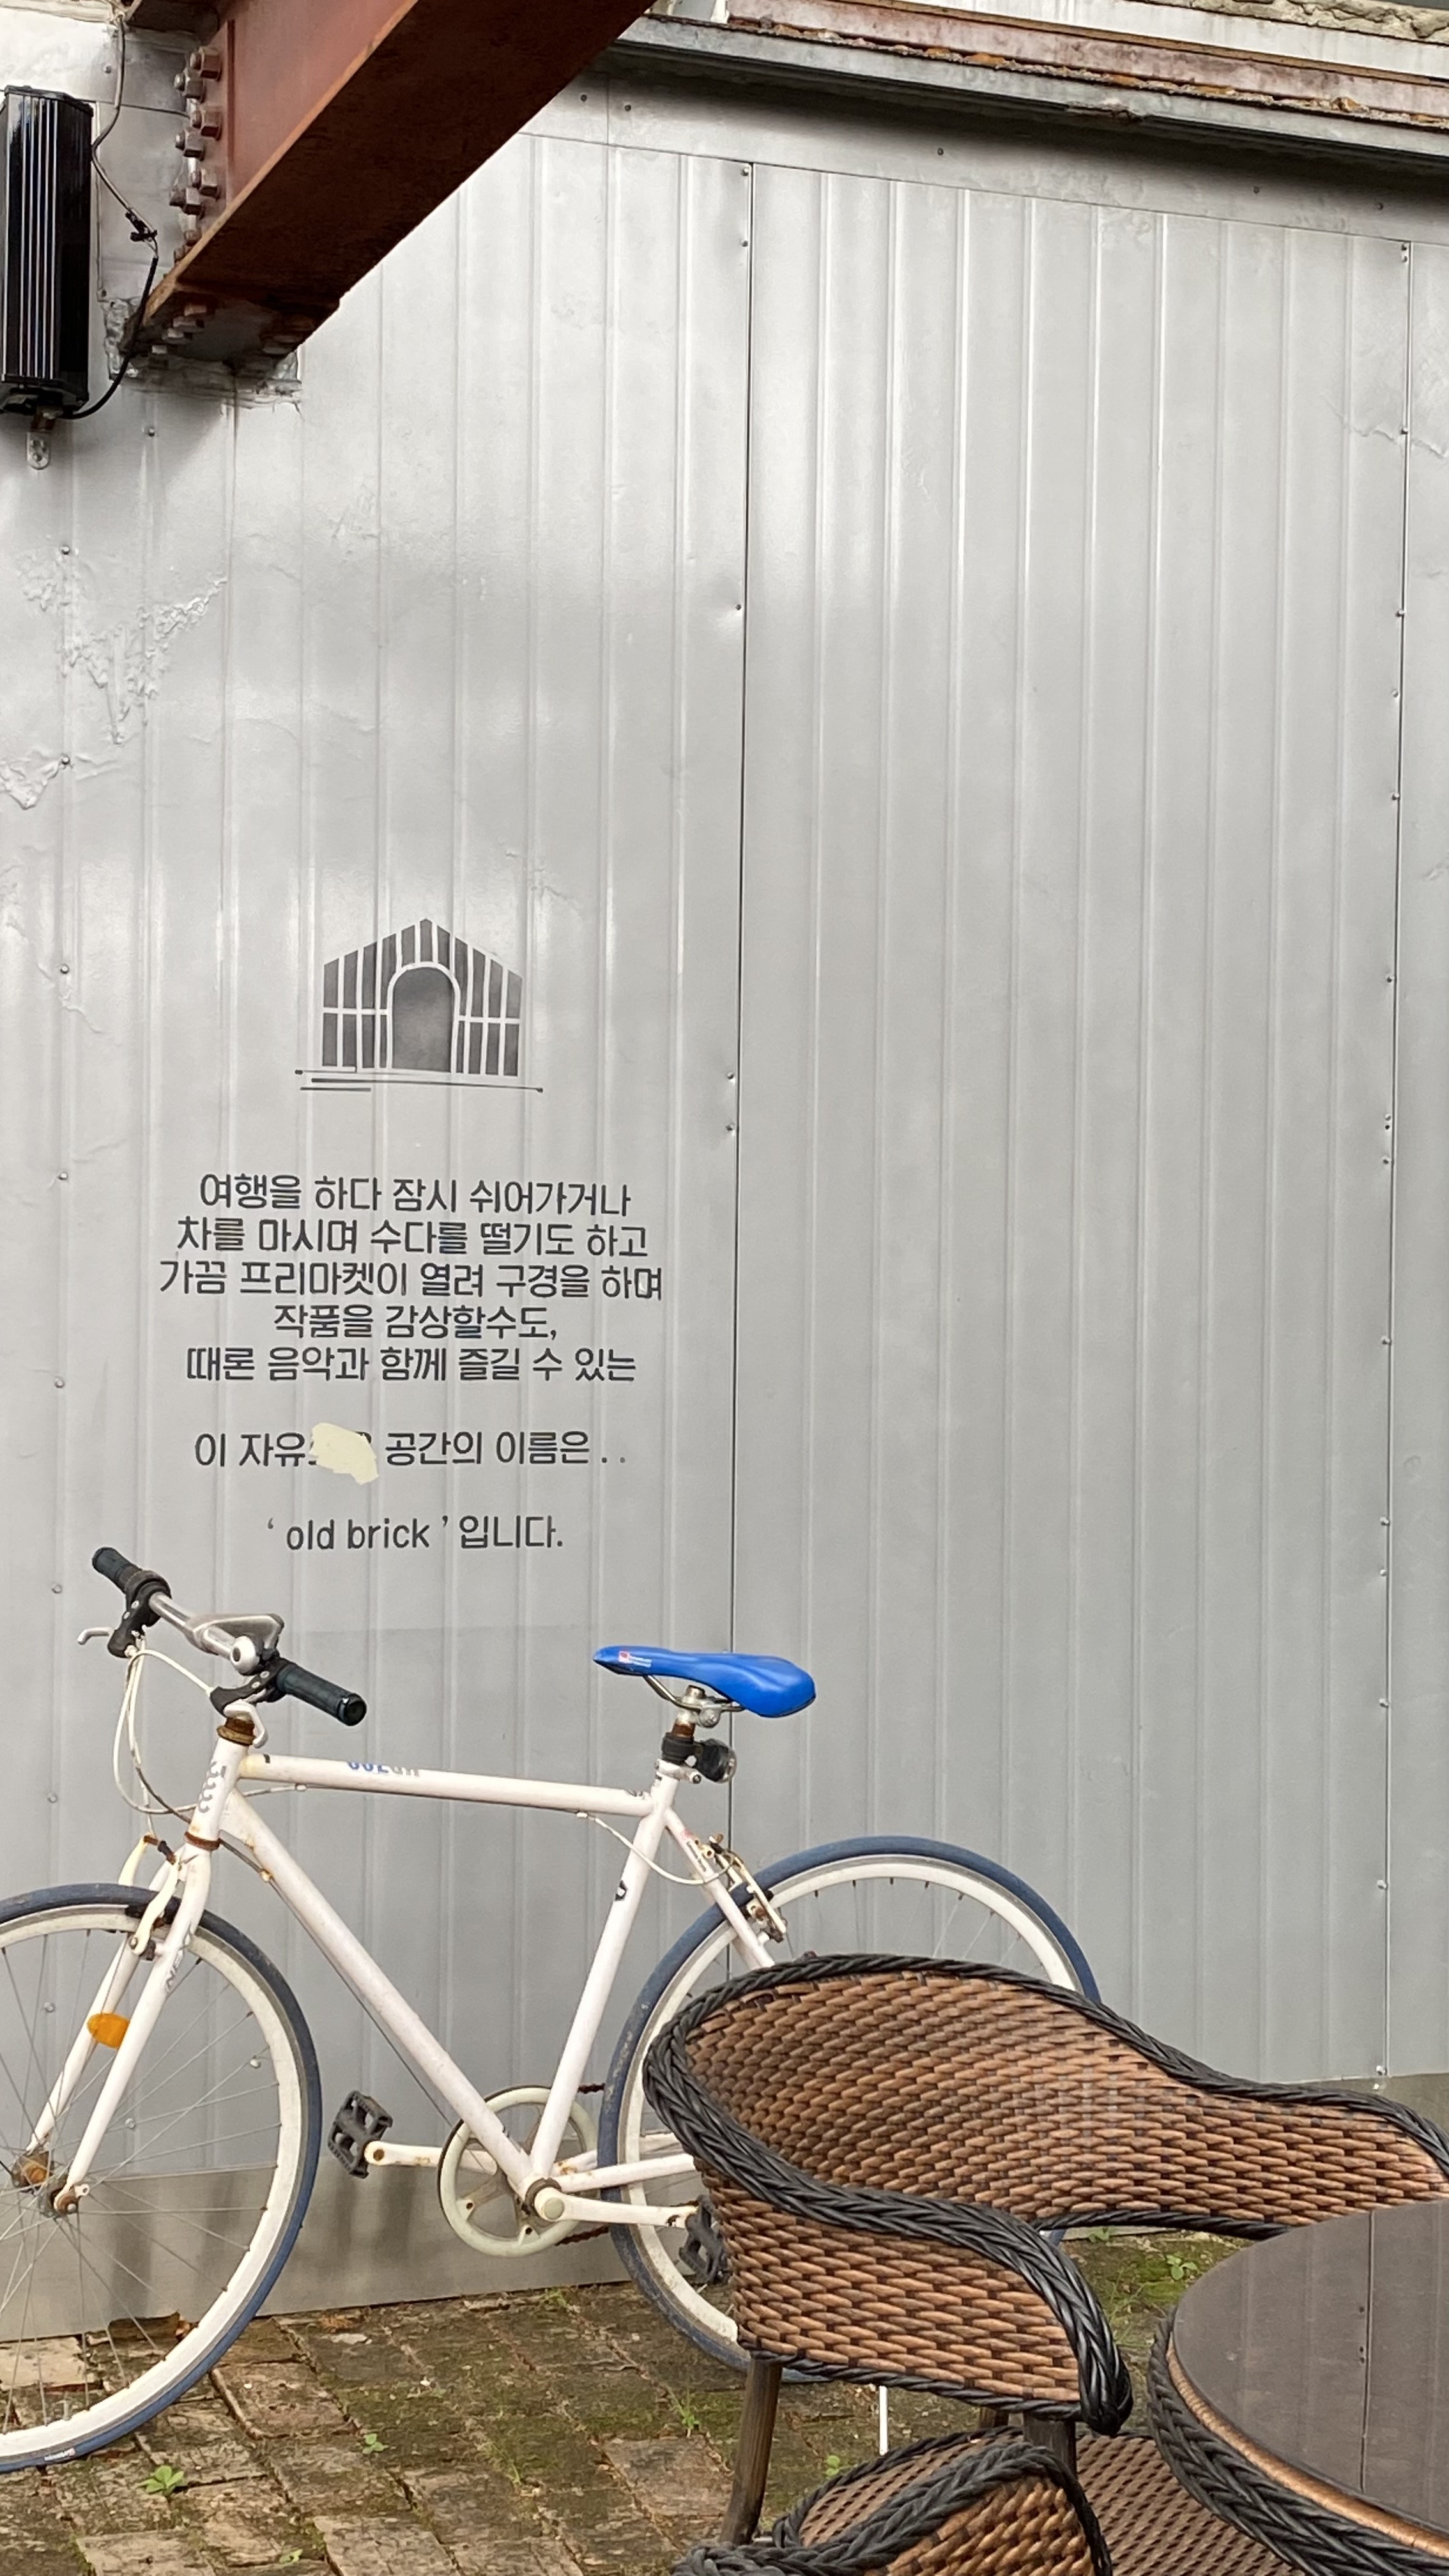 여행을 하다 잠시 쉬어가거나
차를 마시며 수다를 떨기도 하고
가끔 프리마켓이 열려 구경을 하며
작품을 감상할수도,
때론 음악과 함께 즐길 수 있는
이 공간의 이름은 . .
‘ old brick ’ 입니다.